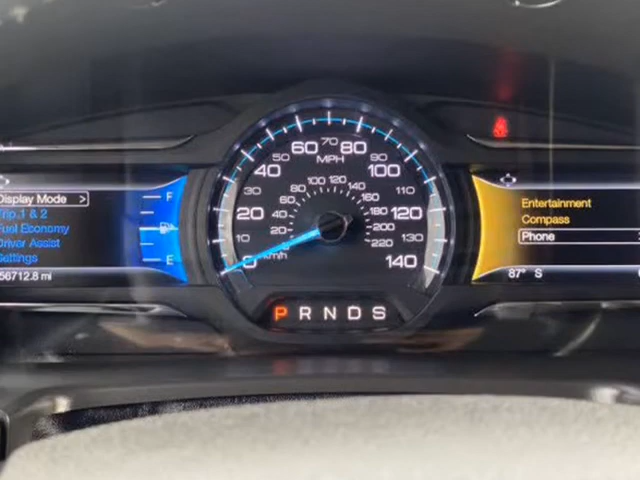 Display Mode >
Trip 1 & 2
Fuel Economy
Driver Assist
Settings
56712.8 mi
F
E
0 10 20 30 40 50 60 70 80 90 100 110 120 130 140
MPH
20 40 60 80 100 120 140 160 180 200 220
km/h
P R N D S
Entertainment
Compass
Phone
87° S